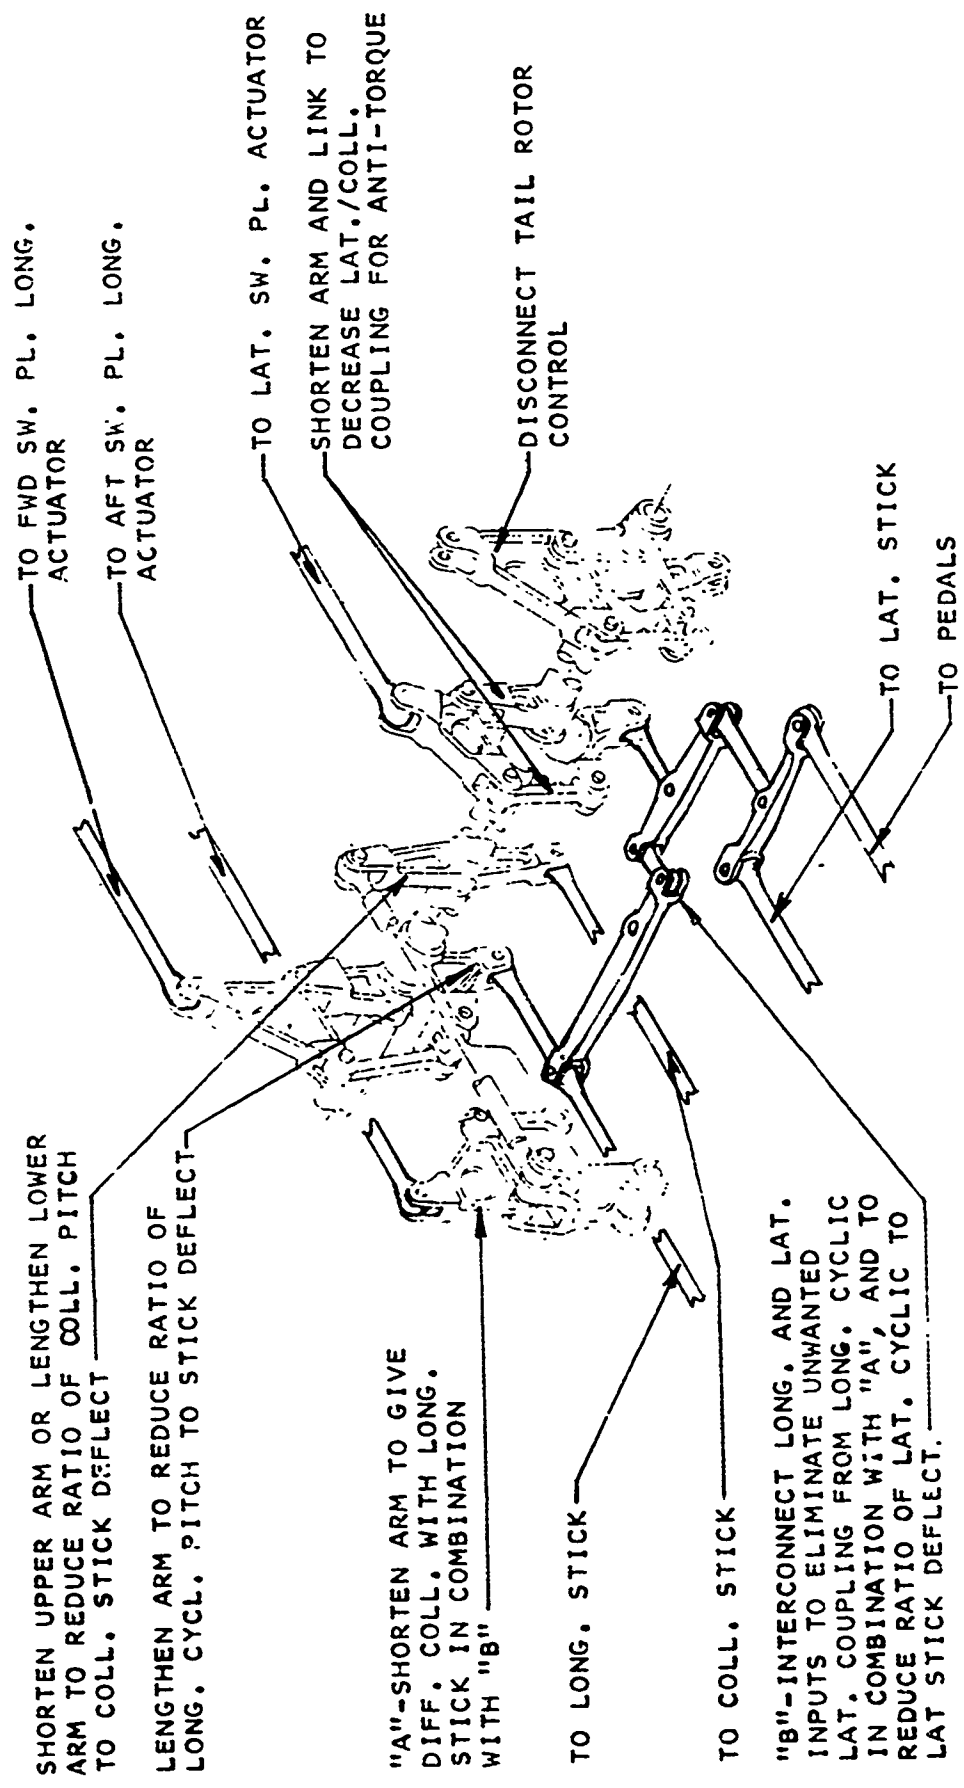 SHORTEN UPPER ARM OR LENGTHEN LOWER
ARM TO REDUCE RATIO OF COLL. PITCH
TO COLL. STICK DEFLECT
LENGTHEN ARM TO REDUCE RATIO OF
LONG. CYCL. PITCH TO STICK DEFLECT
"A"-SHORTEN ARM TO GIVE
DIFF. COLL. WITH LONG.
STICK IN COMBINATION
WITH "B"
TO LONG. STICK
TO COLL. STICK
"B"-INTERCONNECT LONG. AND LAT.
INPUTS TO ELIMINATE UNWANTED
LAT. COUPLING FROM LONG. CYCLIC
IN COMBINATION WITH "A", AND TO
REDUCE RATIO OF LAT. CYCLIC TO
LAT STICK DEFLECT.
TO FWD SW. PL. LONG.
ACTUATOR
TO AFT SW. PL. LONG.
ACTUATOR
TO LAT. SW. PL. ACTUATOR
SHORTEN ARM AND LINK TO
DECREASE LAT./COLL.
COUPLING FOR ANTI-TORQUE
DISCONNECT TAIL ROTOR
CONTROL
TO LAT. STICK
TO PEDALS